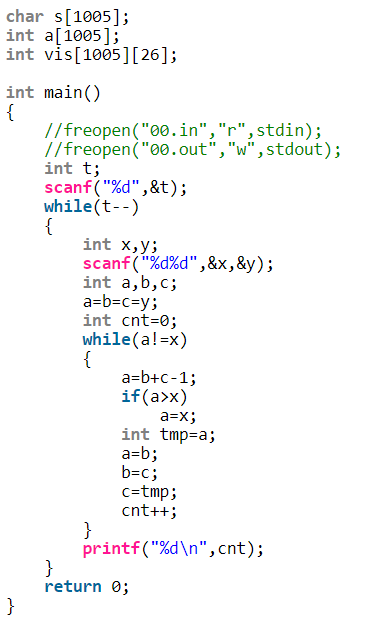 char s[1005];
int a[1005];
int vis[1005][26];

int main()
{
    //freopen("00.in","r",stdin);
    //freopen("00.out","w",stdout);
    int t;
    scanf("%d",&t);
    while(t--)
    {
        int x,y;
        scanf("%d%d",&x,&y);
        int a,b,c;
        a=b=c=y;
        int cnt=0;
        while(a!=x)
        {
            a=b+c-1;
            if(a>x)
                a=x;
            int tmp=a;
            a=b;
            b=c;
            c=tmp;
            cnt++;
        }
        printf("%d\n",cnt);
    }
    return 0;
}